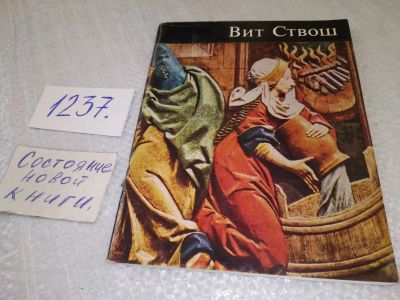 Вит Ствош
1237.
Состояние
новой
книги.